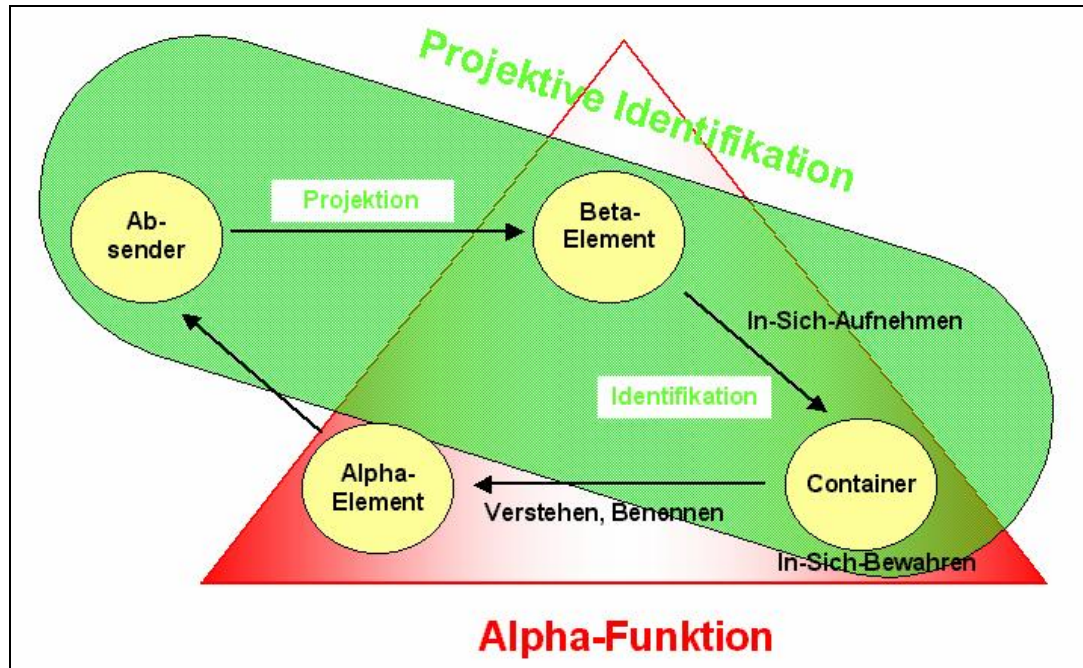 Projektive Identifikation
Projektion
Ab-
sender
Beta-
Element
In-Sich-Aufnehmen
Identifikation
Alpha-
Element
Container
Verstehen, Benennen
In-Sich-Bewahren
Alpha-Funktion